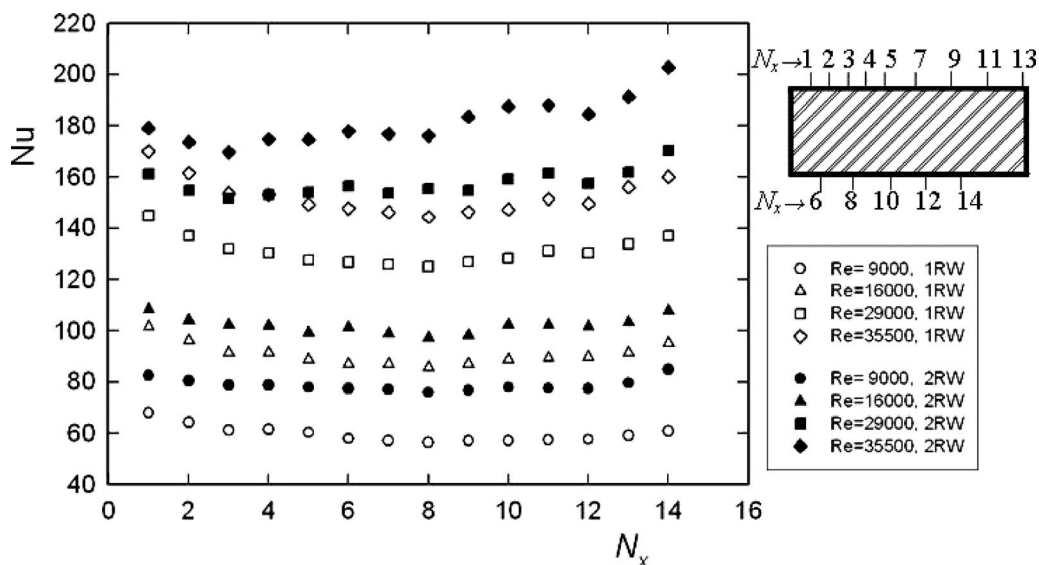 220
200
180
160
140
120
100
80
60
40
Nu
0 2 4 6 8 10 12 14 16
Nx
Nx→1 2 3 4 5 7 9 11 13
Nx→6 8 10 12 14
Re= 9000, 1RW
Re=16000, 1RW
Re=29000, 1RW
Re=35500, 1RW
Re= 9000, 2RW
Re=16000, 2RW
Re=29000, 2RW
Re=35500, 2RW